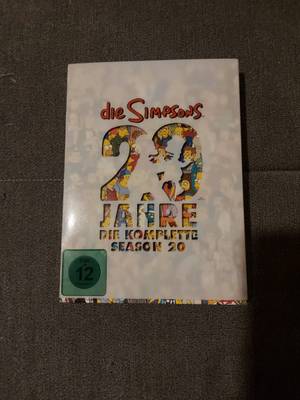 die SIMPSONS
20
JAHRE
DIE KOMPLETTE
SEASON 20
12